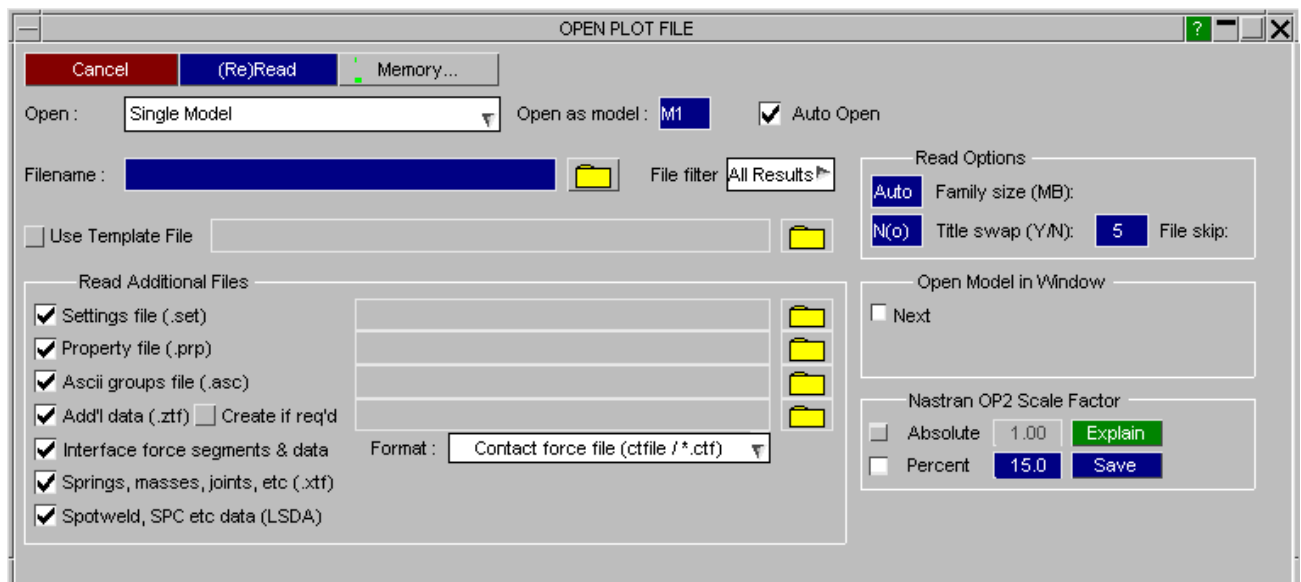 OPEN PLOT FILE ?
Cancel (Re)Read Memory...
Open : Single Model Open as model : M1 Auto Open
Filename : File filter All Results
Use Template File
Read Additional Files
Settings file (.set)
Property file (.prp)
Ascii groups file (.asc)
Add'l data (.ztf) Create if req'd
Interface force segments & data Format : Contact force file (ctfile / *.ctf)
Springs, masses, joints, etc (.xtf)
Spotweld, SPC etc data (LSDA)
Read Options
Auto Family size (MB):
N(o) Title swap (Y/N): 5 File skip:
Open Model in Window
Next
Nastran OP2 Scale Factor
Absolute 1.00 Explain
Percent 15.0 Save